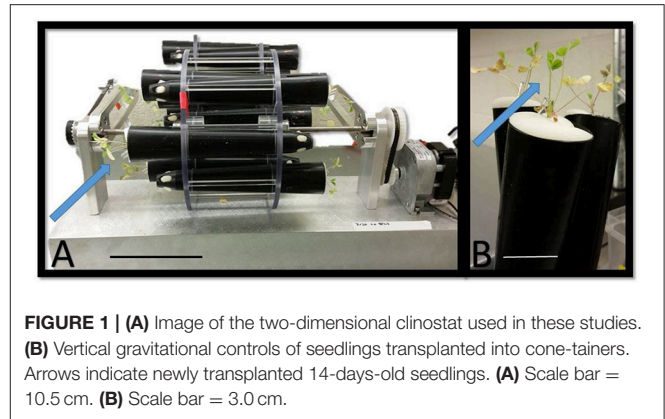 A
B
FIGURE 1 | (A) Image of the two-dimensional clinostat used in these studies.
(B) Vertical gravitational controls of seedlings transplanted into cone-tainers.
Arrows indicate newly transplanted 14-days-old seedlings. (A) Scale bar =
10.5 cm. (B) Scale bar = 3.0 cm.